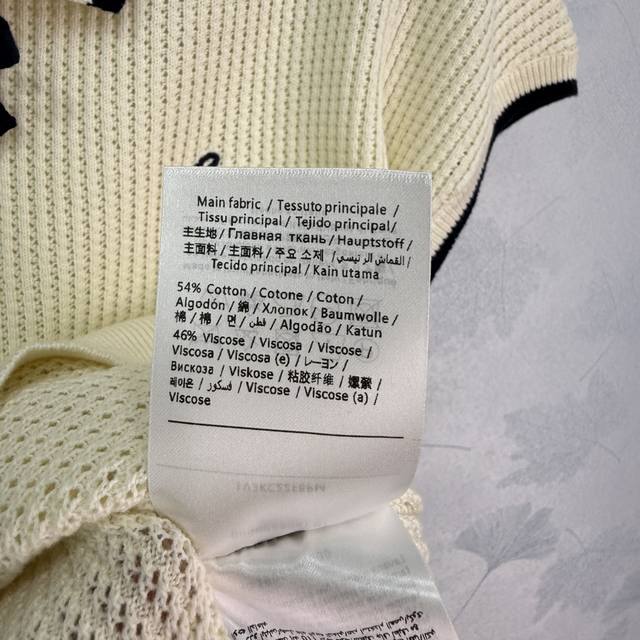 Main fabric / Tessuto principale /
Tissu principal / Tejido principal/
主生地/ Главная ткань/ Hauptstoff/
主面料/ 主面料/ 주요 소재 /القماش الرئيسي/
Tecido principal / Kain utama
54% Cotton / Cotone / Coton /
Algodón / 綿 / Хлопок / Baumwolle /
棉 / 棉 / 면 / قطن / Algodão / Katun
46% Viscose / Viscosa / Viscose /
Viscosa / Viscosa (e) / レーヨン /
Вискоза / Viskose / 粘胶纤维 / 嫘縈 /
레이온 / فسكوز / Viscose / Viscose (a) /
Viscose